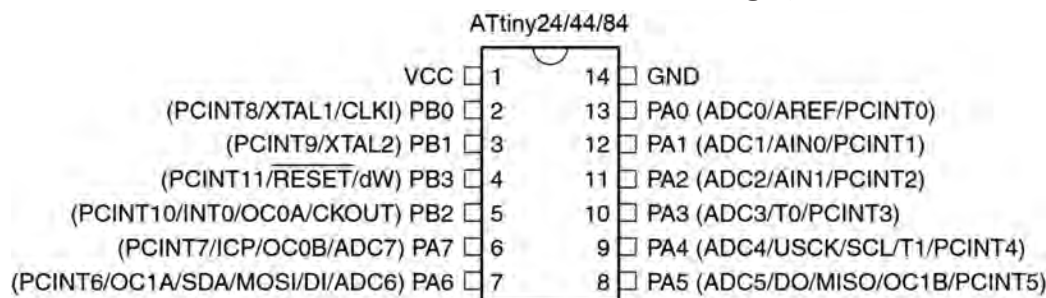 ATtiny24/44/84
VCC 1 14 GND
(PCINT8/XTAL1/CLKI) PB0 2 13 PA0 (ADC0/AREF/PCINT0)
(PCINT9/XTAL2) PB1 3 12 PA1 (ADC1/AIN0/PCINT1)
(PCINT11/RESET/dW) PB3 4 11 PA2 (ADC2/AIN1/PCINT2)
(PCINT10/INT0/OC0A/CKOUT) PB2 5 10 PA3 (ADC3/T0/PCINT3)
(PCINT7/ICP/OC0B/ADC7) PA7 6 9 PA4 (ADC4/USCK/SCL/T1/PCINT4)
(PCINT6/OC1A/SDA/MOSI/DI/ADC6) PA6 7 8 PA5 (ADC5/DO/MISO/OC1B/PCINT5)